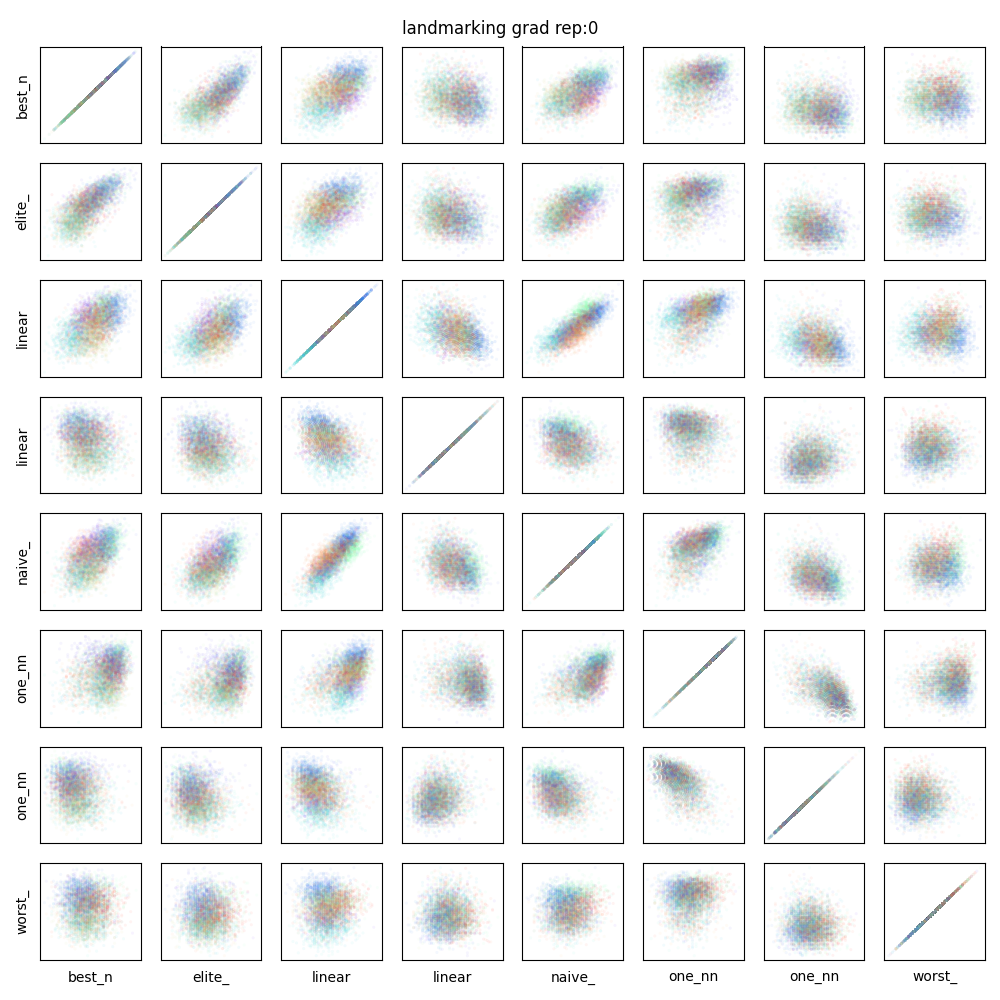 landmarking grad rep:0
best_n
elite_
linear
linear
naive_
one_nn
one_nn
worst_
best_n elite_ linear linear naive_ one_nn one_nn worst_